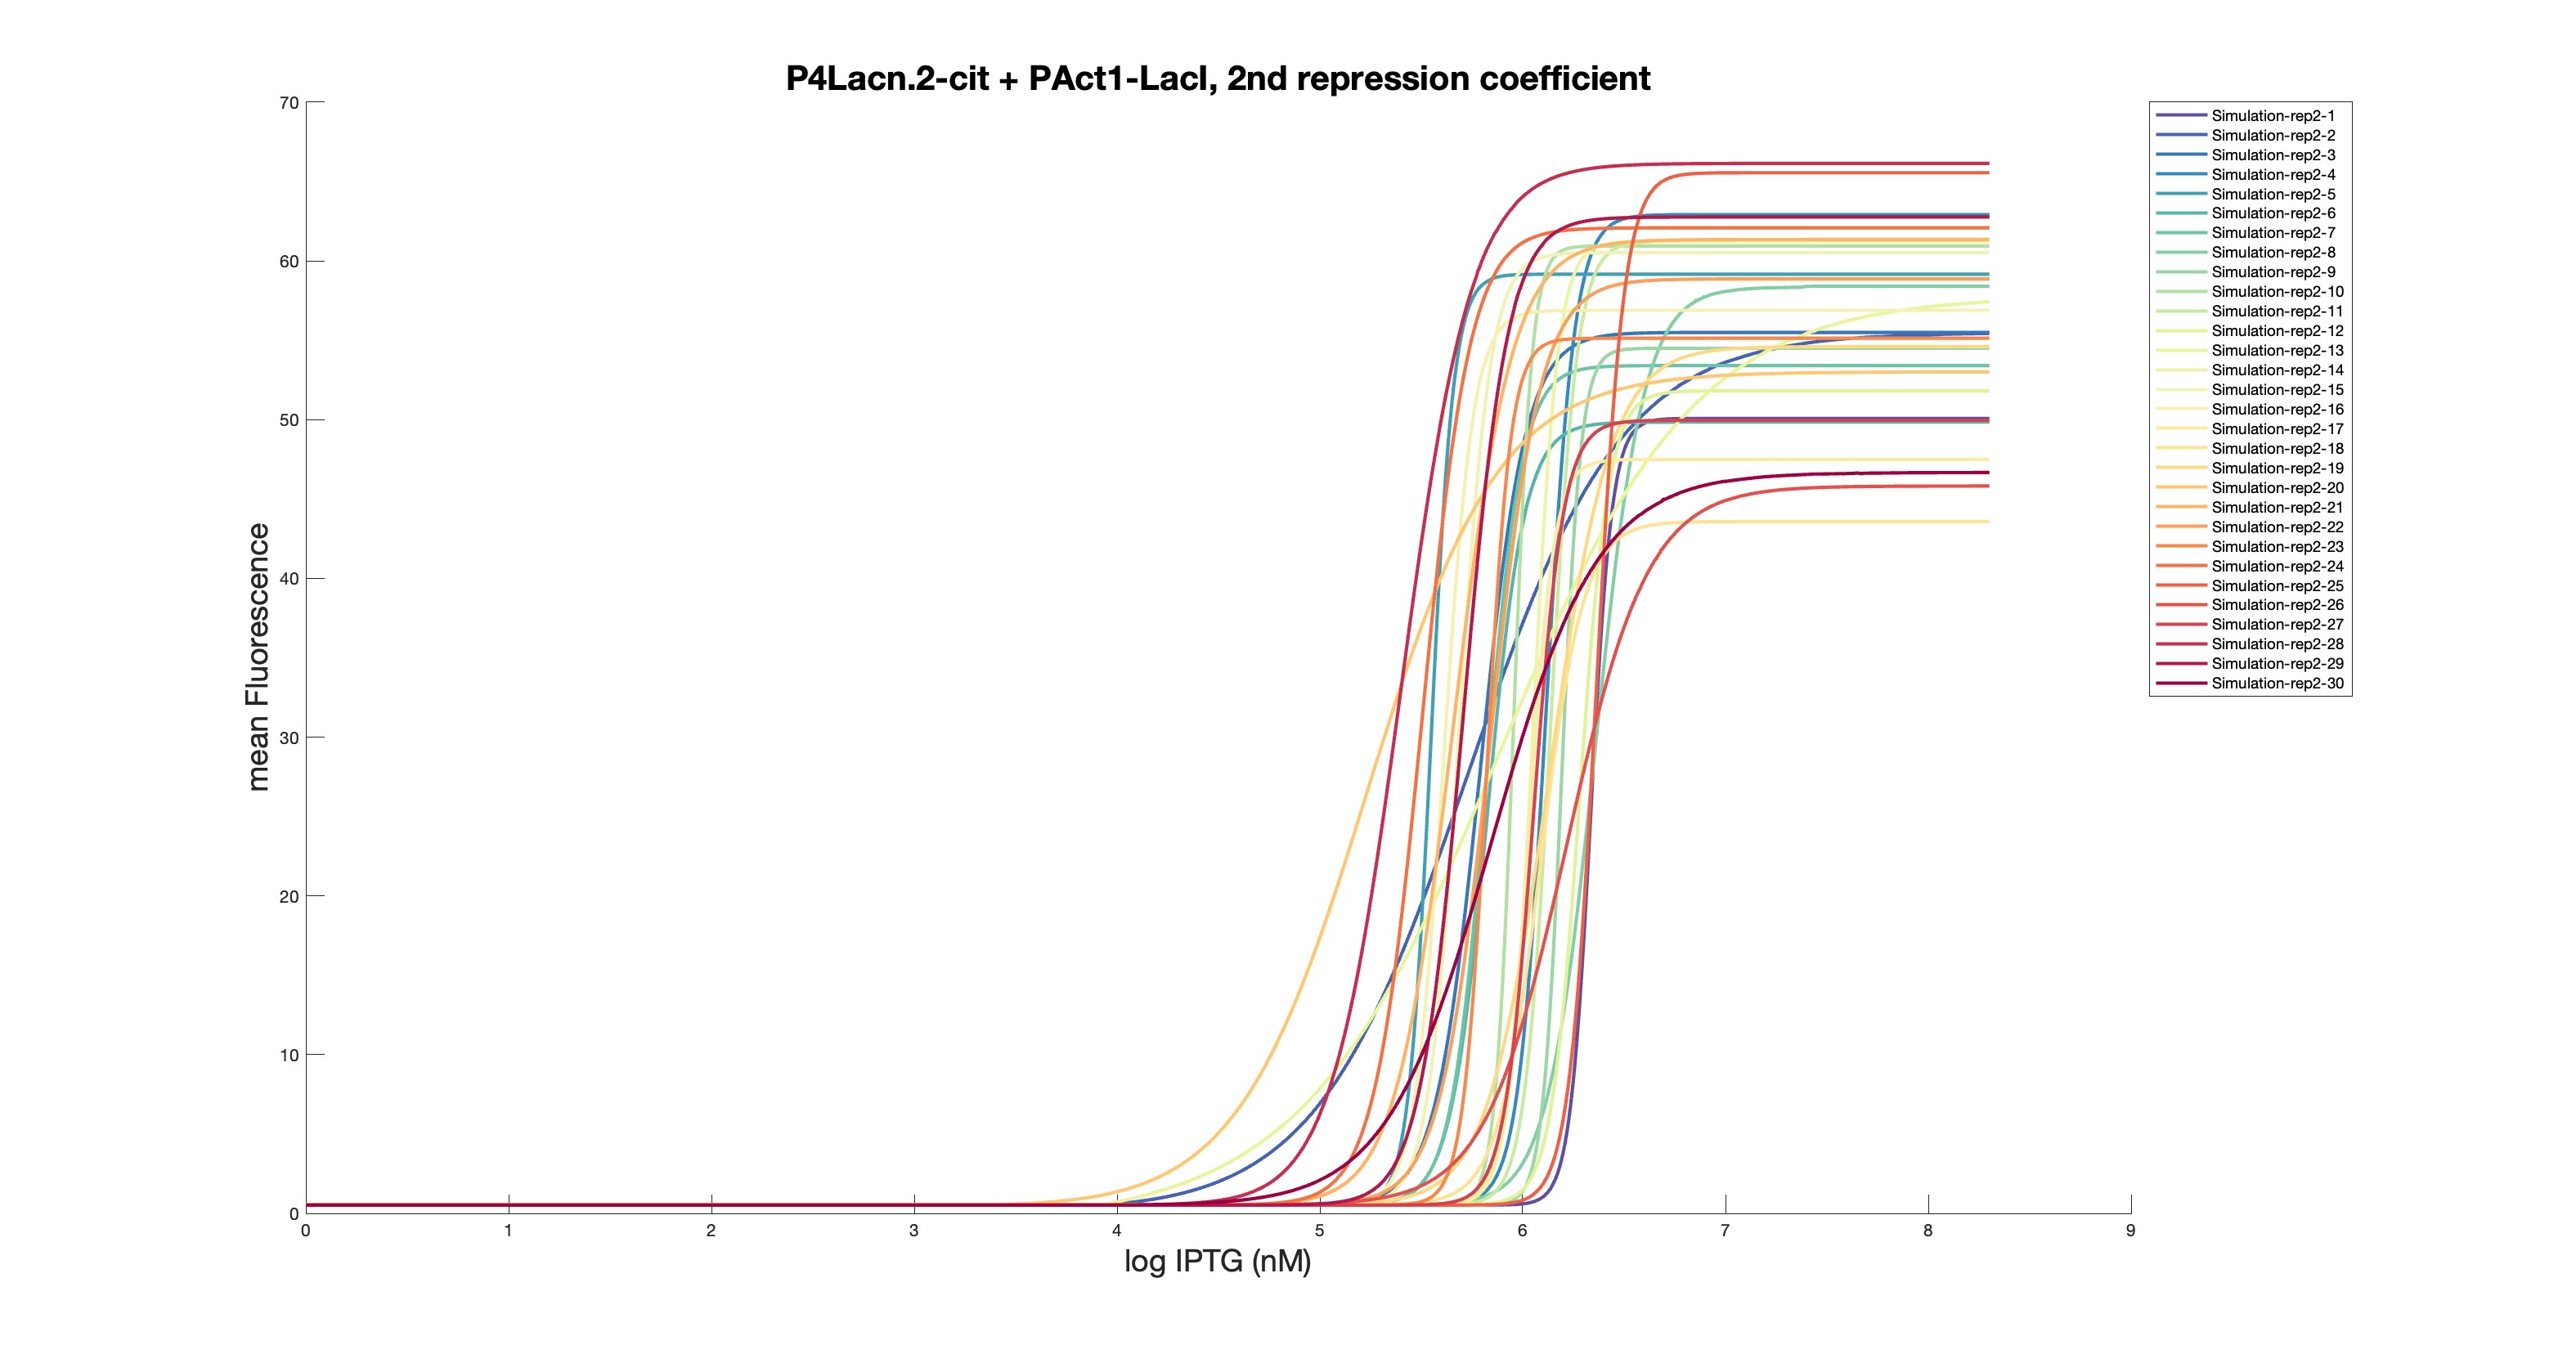 P4Lacn.2-cit + PAct1-LacI, 2nd repression coefficient
70
60
50
40
30
20
10
0
mean Fluorescence
0 1 2 3 4 5 6 7 8 9
log IPTG (nM)
Simulation-rep2-1
Simulation-rep2-2
Simulation-rep2-3
Simulation-rep2-4
Simulation-rep2-5
Simulation-rep2-6
Simulation-rep2-7
Simulation-rep2-8
Simulation-rep2-9
Simulation-rep2-10
Simulation-rep2-11
Simulation-rep2-12
Simulation-rep2-13
Simulation-rep2-14
Simulation-rep2-15
Simulation-rep2-16
Simulation-rep2-17
Simulation-rep2-18
Simulation-rep2-19
Simulation-rep2-20
Simulation-rep2-21
Simulation-rep2-22
Simulation-rep2-23
Simulation-rep2-24
Simulation-rep2-25
Simulation-rep2-26
Simulation-rep2-27
Simulation-rep2-28
Simulation-rep2-29
Simulation-rep2-30